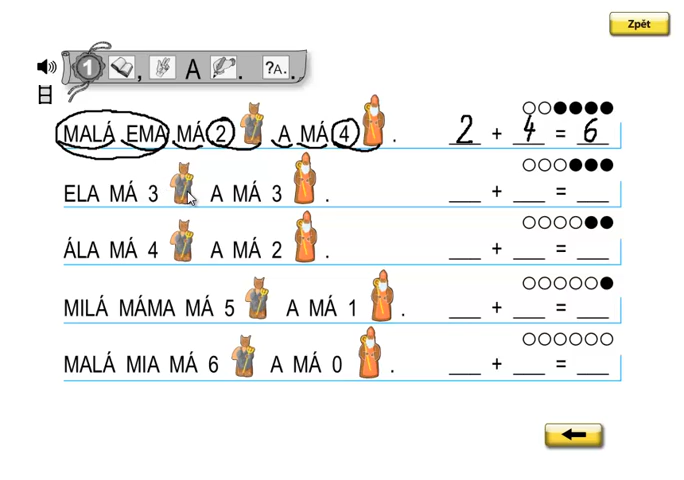 Zpět
1 , A . ?A. .
MALÁ EMA MÁ 2 A MÁ 4 . 2 + 4 = 6
ELA MÁ 3 A MÁ 3 . ___ + ___ = ___
ÁLA MÁ 4 A MÁ 2 . ___ + ___ = ___
MILÁ MÁMA MÁ 5 A MÁ 1 . ___ + ___ = ___
MALÁ MIA MÁ 6 A MÁ 0 . ___ + ___ = ___